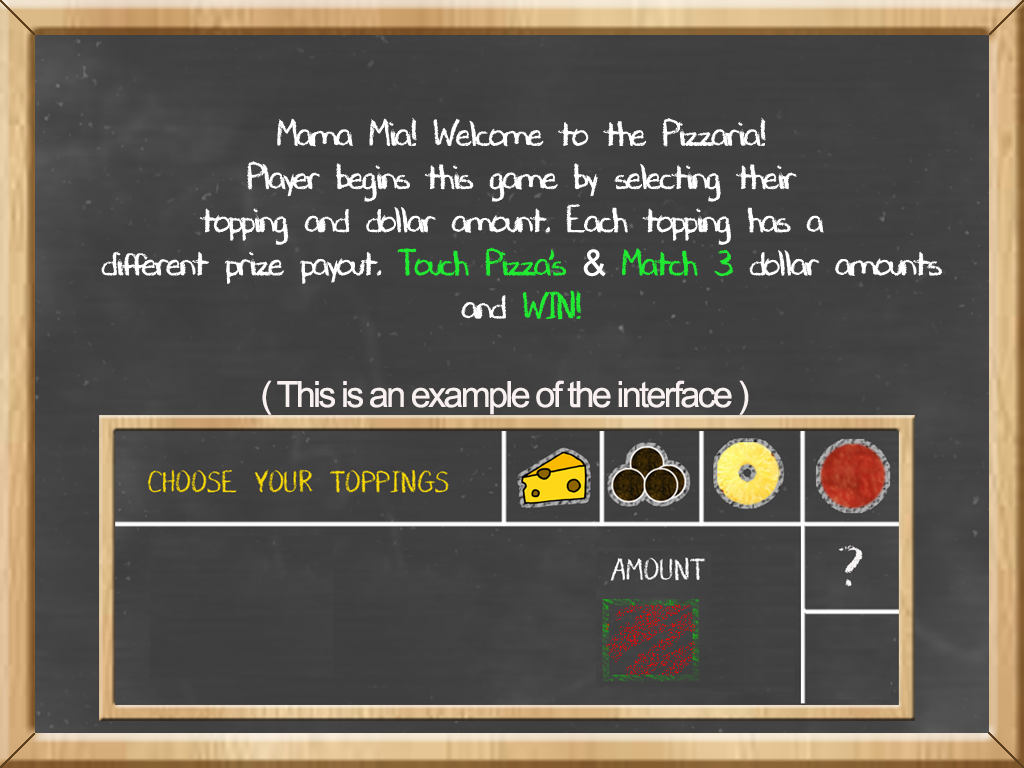 Mama Mia! Welcome to the Pizzaria!
Player begins this game by selecting their
topping and dollar amount. Each topping has a
different prize payout. Touch Pizza's & Match 3 dollar amounts
and WIN!
( This is an example of the interface )
CHOOSE YOUR TOPPINGS
AMOUNT
?